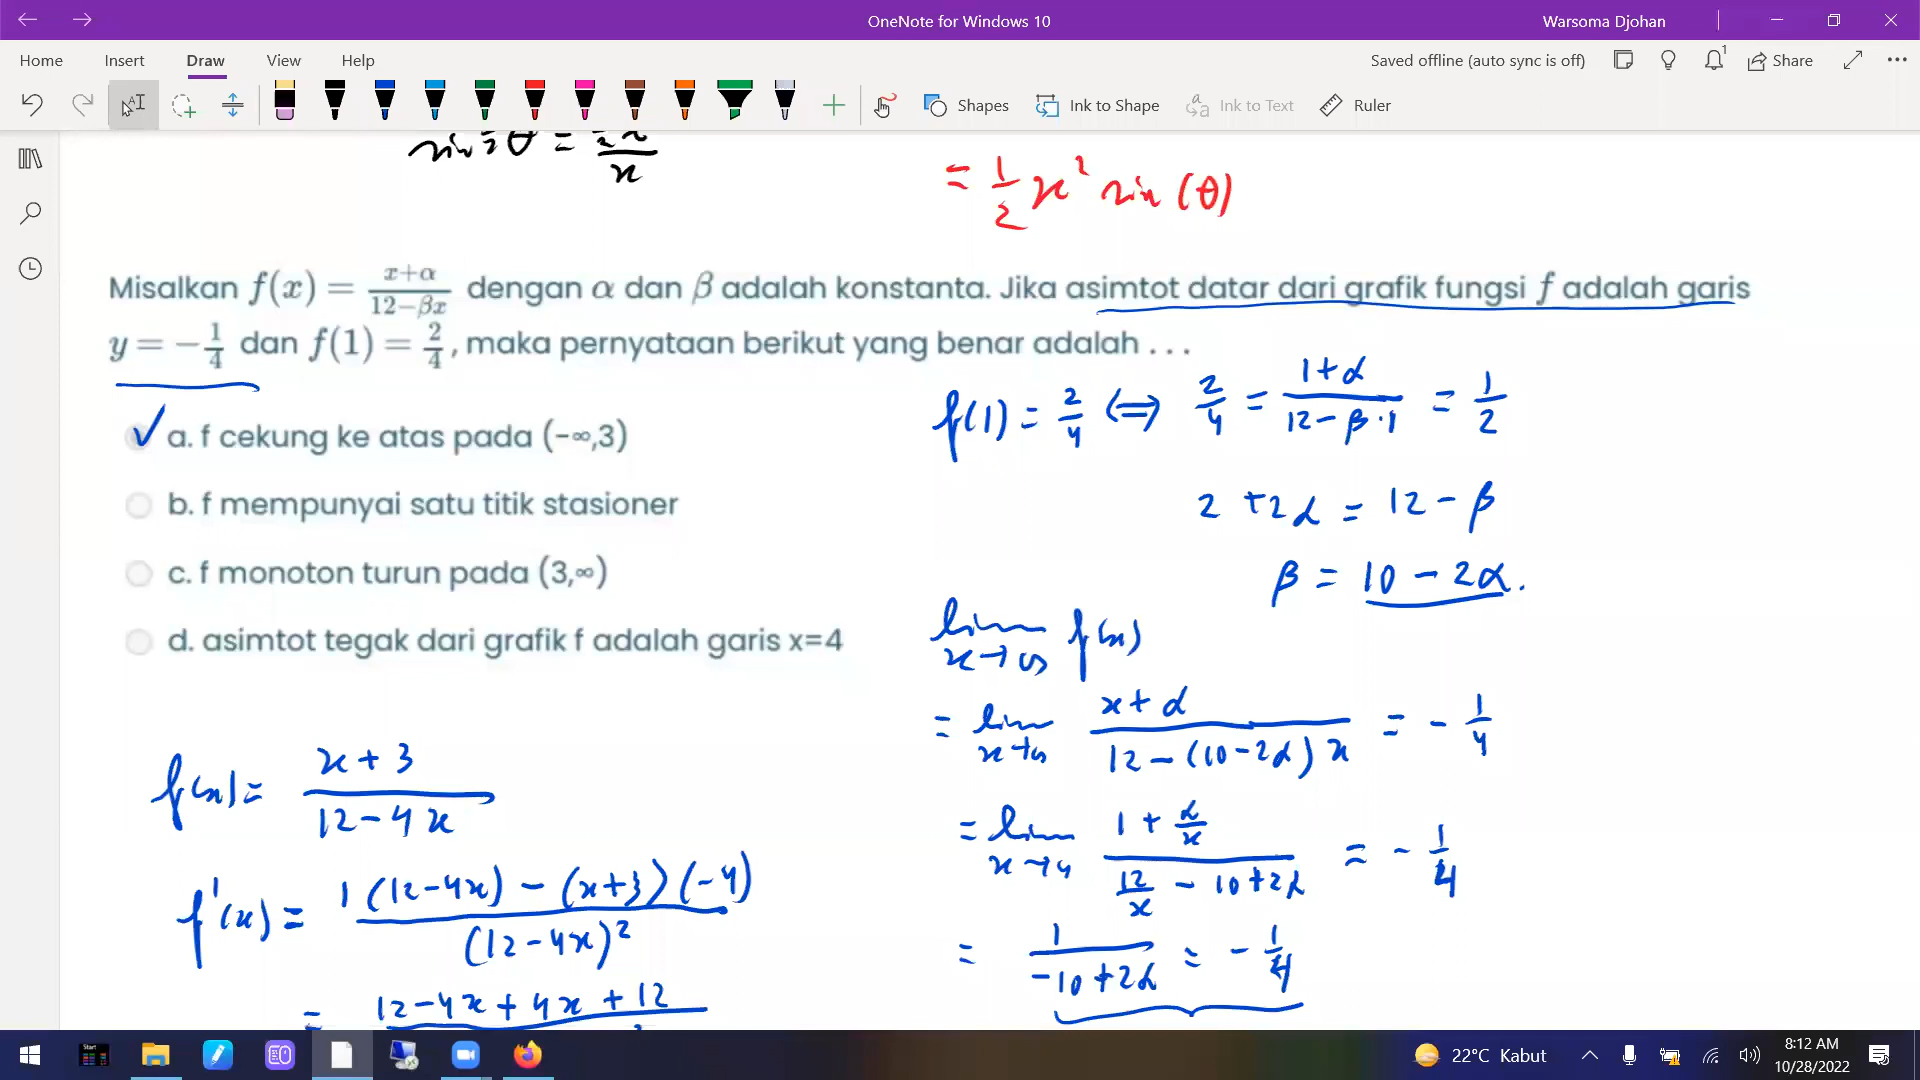 OneNote for Windows 10
Warsoma Djohan
Home Insert Draw View Help
Saved offline (auto sync is off) 1 Share
Shapes Ink to Shape Ink to Text Ruler
= 1/2 x² sin (θ)
Misalkan f(x) = (x+α)/(12−βx) dengan α dan β adalah konstanta. Jika asimtot datar dari grafik fungsi f adalah garis
y = −1/4 dan f(1) = 2/4, maka pernyataan berikut yang benar adalah . . .
✓ a. f cekung ke atas pada (-∞,3)
b. f mempunyai satu titik stasioner
c. f monoton turun pada (3,∞)
d. asimtot tegak dari grafik f adalah garis x=4
f(1) = 2/4 ⟺ 2/4 = (1+α)/(12−β·1) = 1/2
2 + 2α = 12 − β
β = 10 − 2α.
lim x→∞ f(x)
= lim x→∞ (x+α)/(12−(10−2α)x) = −1/4
= lim x→∞ (1 + α/x)/(12/x − 10+2α) = −1/4
= 1/(−10+2α) = −1/4
f(x) = (x+3)/(12−4x)
f'(x) = (1(12−4x) − (x+3)(−4))/(12−4x)²
= 12−4x+4x+12
22°C Kabut
8:12 AM
10/28/2022